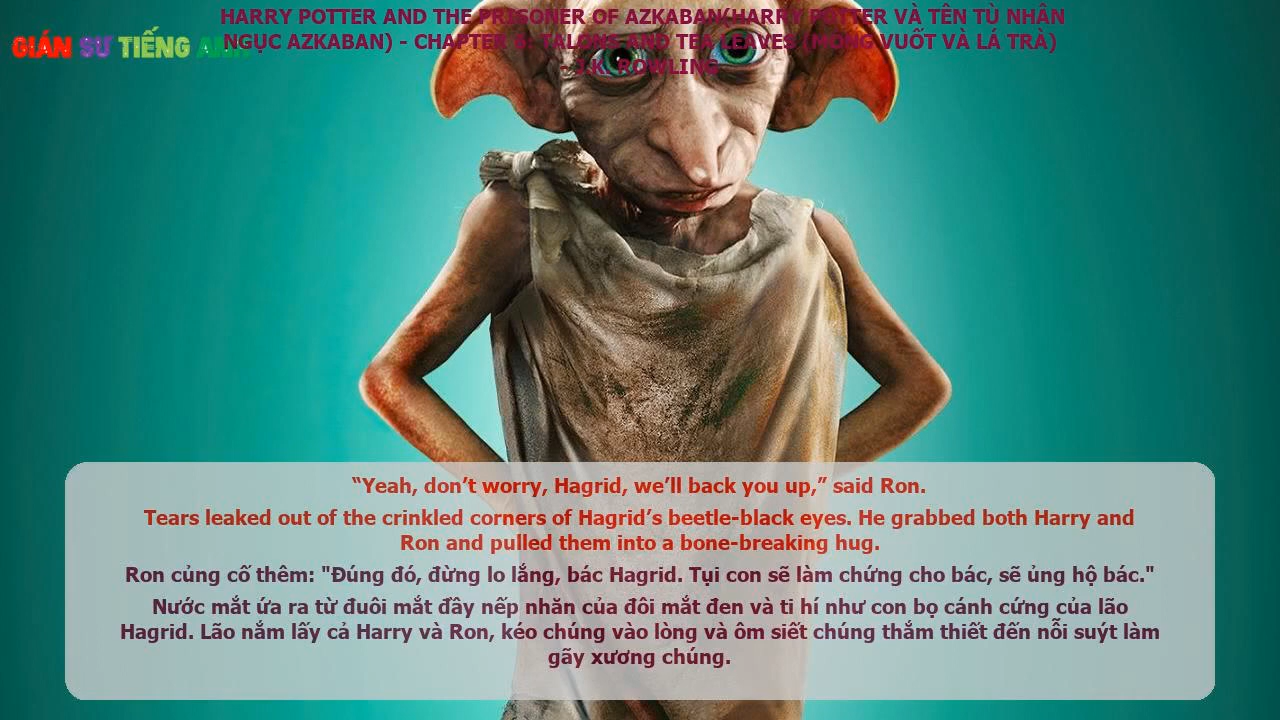 HARRY POTTER AND THE PRISONER OF AZKABAN(HARRY POTTER VÀ TÊN TÙ NHÂN
NGỤC AZKABAN) - CHAPTER 6: TALONS AND TEA LEAVES (MÓNG VUỐT VÀ LÁ TRÀ)
- J.K. ROWLING
GIÁN SƯ TIẾNG ANH
“Yeah, don’t worry, Hagrid, we’ll back you up,” said Ron.
Tears leaked out of the crinkled corners of Hagrid’s beetle-black eyes. He grabbed both Harry and
Ron and pulled them into a bone-breaking hug.
Ron củng cố thêm: "Đúng đó, đừng lo lắng, bác Hagrid. Tụi con sẽ làm chứng cho bác, sẽ ủng hộ bác."
Nước mắt ứa ra từ đuôi mắt đầy nếp nhăn của đôi mắt đen và ti hí như con bọ cánh cứng của lão
Hagrid. Lão nắm lấy cả Harry và Ron, kéo chúng vào lòng và ôm siết chúng thắm thiết đến nỗi suýt làm
gãy xương chúng.